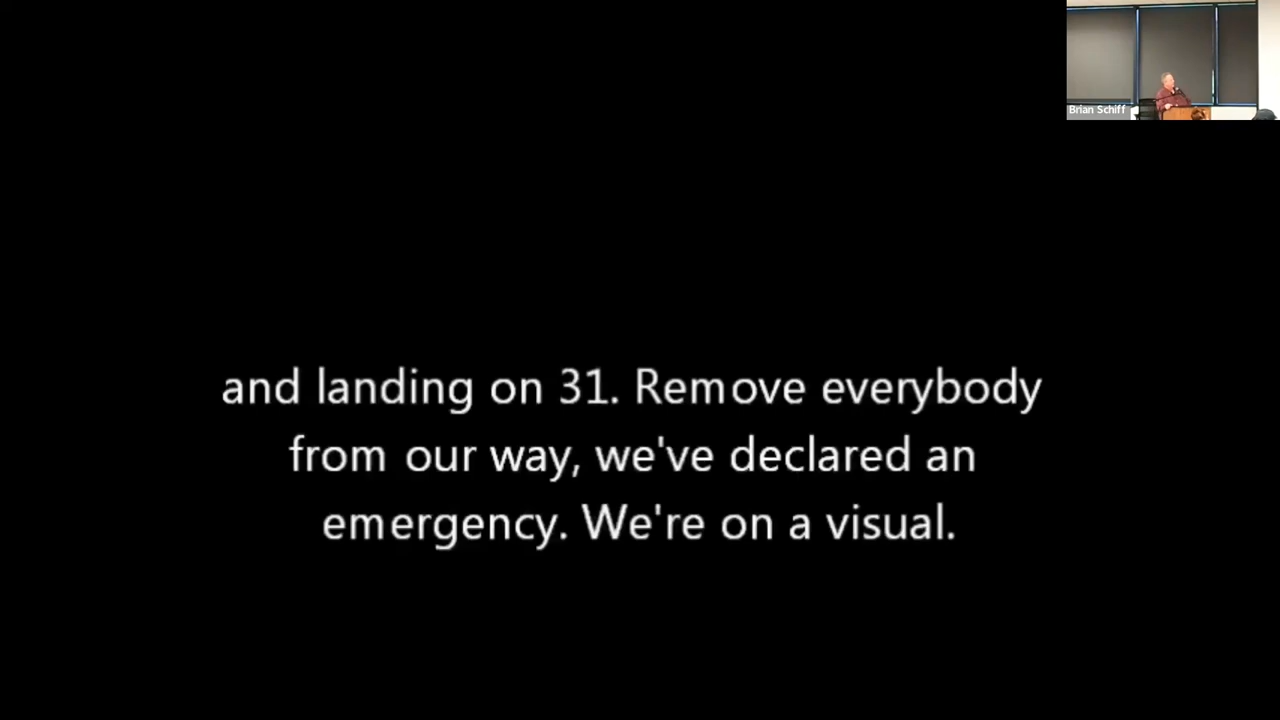 Brian Schiff
and landing on 31. Remove everybody
from our way, we've declared an
emergency. We're on a visual.